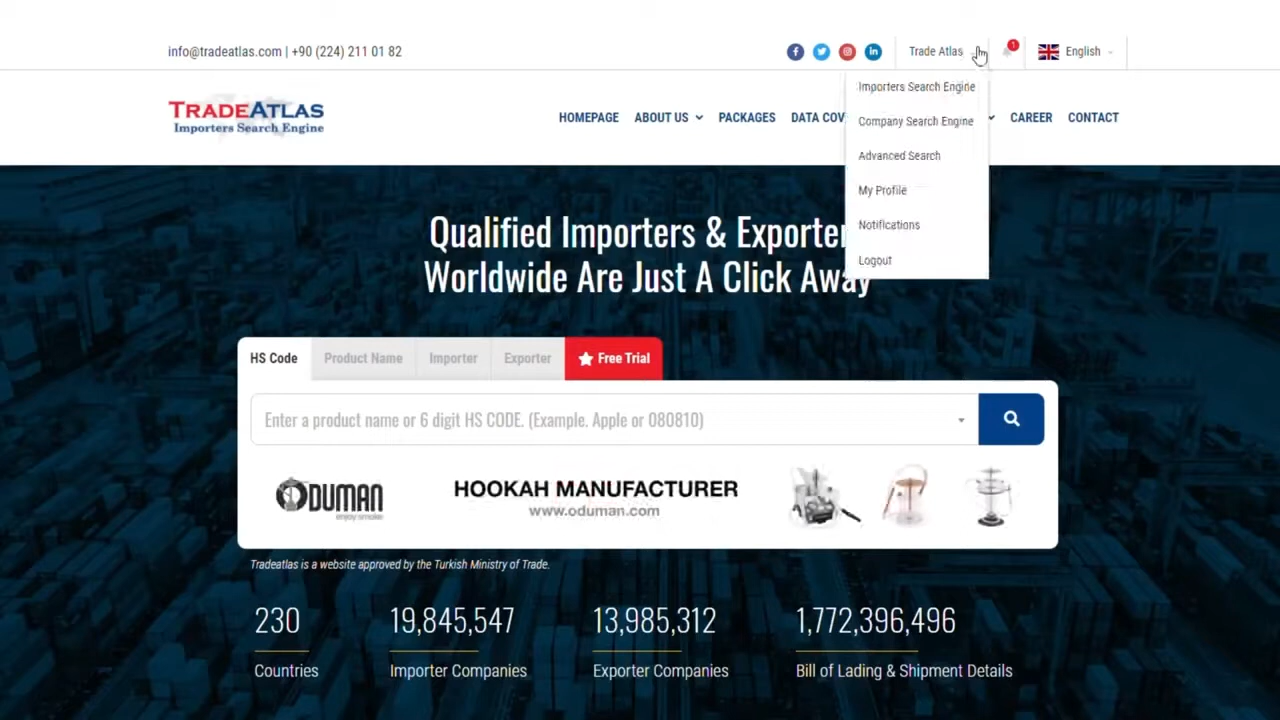 info@tradeatlas.com | +90 (224) 211 01 82
Trade Atlas
1
English
TRADEATLAS
Importers Search Engine
HOMEPAGE
ABOUT US
PACKAGES
DATA COV
CAREER
CONTACT
Importers Search Engine
Company Search Engine
Advanced Search
My Profile
Notifications
Logout
Qualified Importers & Exporter
Worldwide Are Just A Click Away
HS Code
Product Name
Importer
Exporter
Free Trial
Enter a product name or 6 digit HS CODE. (Example. Apple or 080810)
ODUMAN
enjoy smoke
HOOKAH MANUFACTURER
www.oduman.com
Tradeatlas is a website approved by the Turkish Ministry of Trade.
230
19,845,547
13,985,312
1,772,396,496
Countries
Importer Companies
Exporter Companies
Bill of Lading & Shipment Details